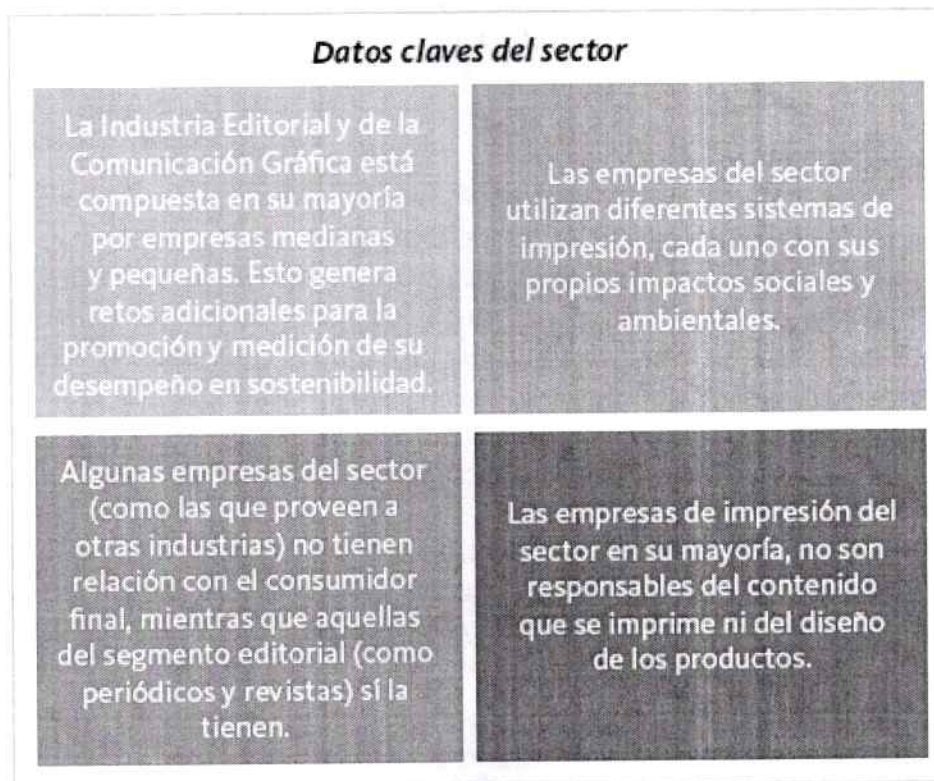 Datos claves del sector
La Industria Editorial y de la
Comunicación Gráfica está
compuesta en su mayoría
por empresas medianas
y pequeñas. Esto genera
retos adicionales para la
promoción y medición de su
desempeño en sostenibilidad.
Las empresas del sector
utilizan diferentes sistemas de
impresión, cada uno con sus
propios impactos sociales y
ambientales.
Algunas empresas del sector
(como las que proveen a
otras industrias) no tienen
relación con el consumidor
final, mientras que aquellas
del segmento editorial (como
periódicos y revistas) sí la
tienen.
Las empresas de impresión del
sector en su mayoría, no son
responsables del contenido
que se imprime ni del diseño
de los productos.